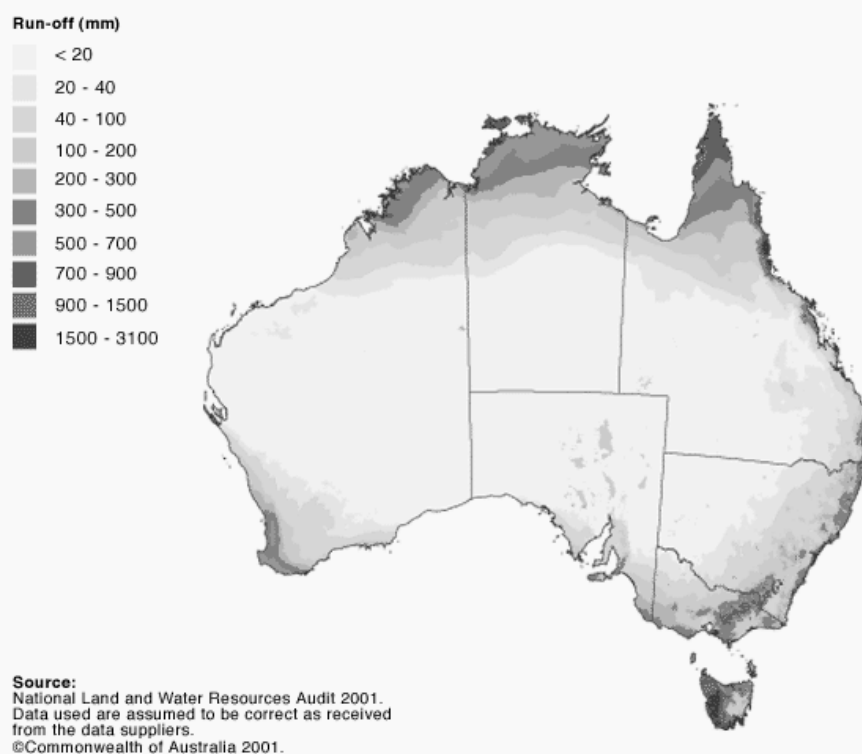 Run-off (mm)
< 20
20 - 40
40 - 100
100 - 200
200 - 300
300 - 500
500 - 700
700 - 900
900 - 1500
1500 - 3100
Source:
National Land and Water Resources Audit 2001.
Data used are assumed to be correct as received
from the data suppliers.
©Commonwealth of Australia 2001.